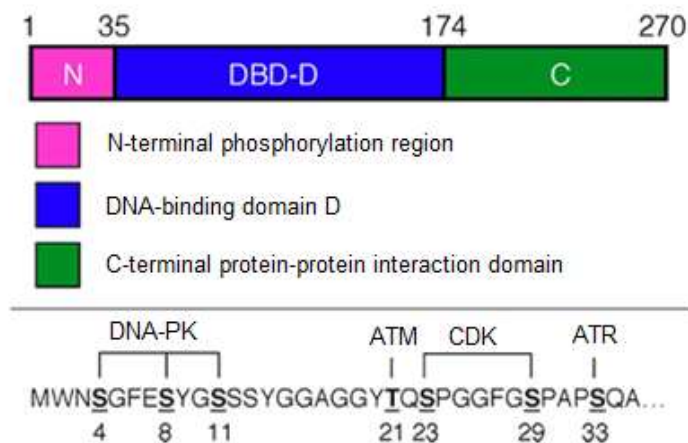 1 35 174 270
N DBD-D C
N-terminal phosphorylation region
DNA-binding domain D
C-terminal protein-protein interaction domain
DNA-PK ATM CDK ATR
MWNSGFESYGSSSYGGAGGYTQSPGGFGSPAPSQA...
4 8 11 21 23 29 33